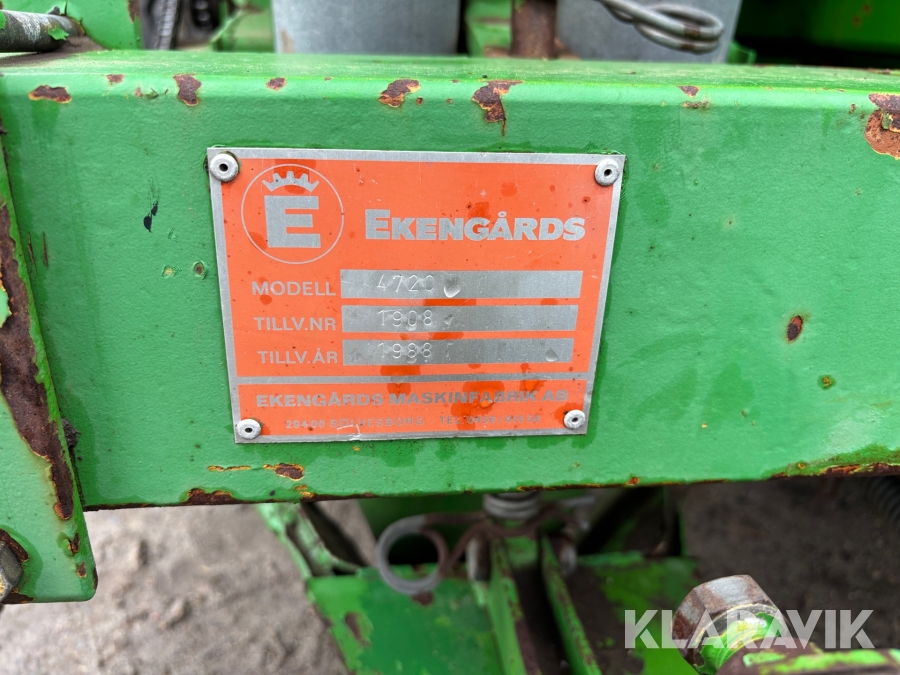 E
EKENGÅRDS
MODELL 4720
TILLV.NR 1908
TILLV.ÅR 1988
EKENGÅRDS MASKINFABRIK AB
KLARAVIK